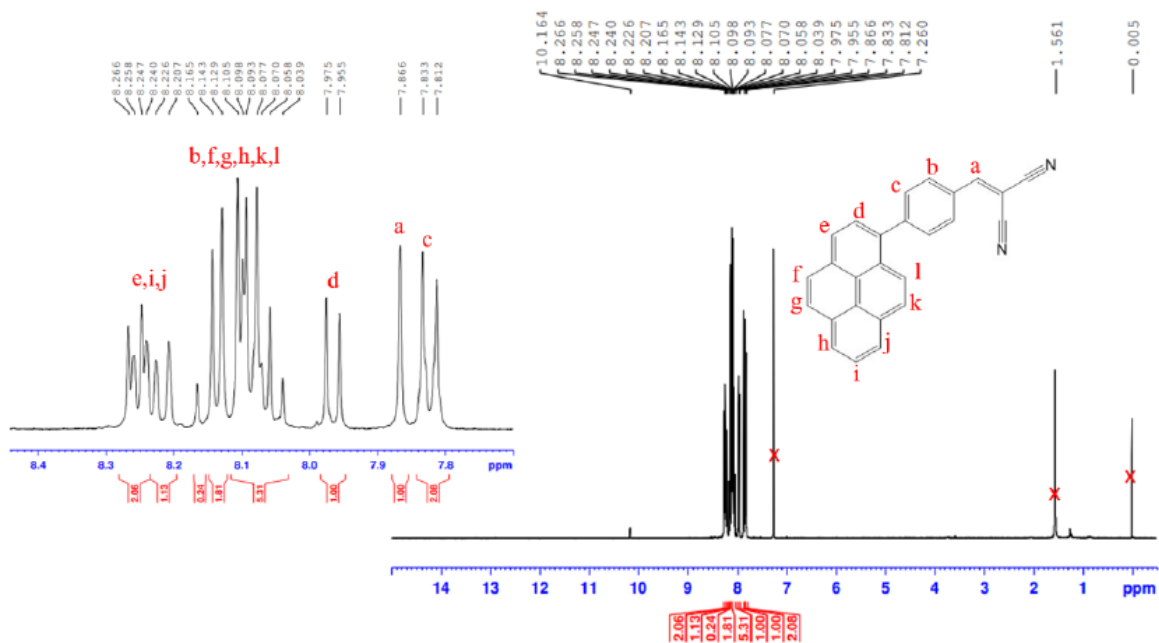 8.266
8.258
8.247
8.240
8.226
8.207
8.165
8.143
8.129
8.105
8.098
8.093
8.077
8.070
8.058
8.039
7.975
7.955
7.866
7.833
7.812
10.164
8.266
8.258
8.247
8.240
8.226
8.207
8.165
8.143
8.129
8.105
8.098
8.093
8.077
8.070
8.058
8.039
7.975
7.955
7.866
7.833
7.812
7.260
1.561
0.005
b,f,g,h,k,l
e,i,j
d
a
c
b
a
N
c
N
d
e
f
l
g
k
h
j
i
X
X
X
8.4 8.3 8.2 8.1 8.0 7.9 7.8 ppm
2.06 1.13 0.24 1.81 5.31 1.00 1.00 2.08
14 13 12 11 10 9 8 7 6 5 4 3 2 1 ppm
2.06 1.13 0.24 1.81 5.31 1.00 1.00 2.08